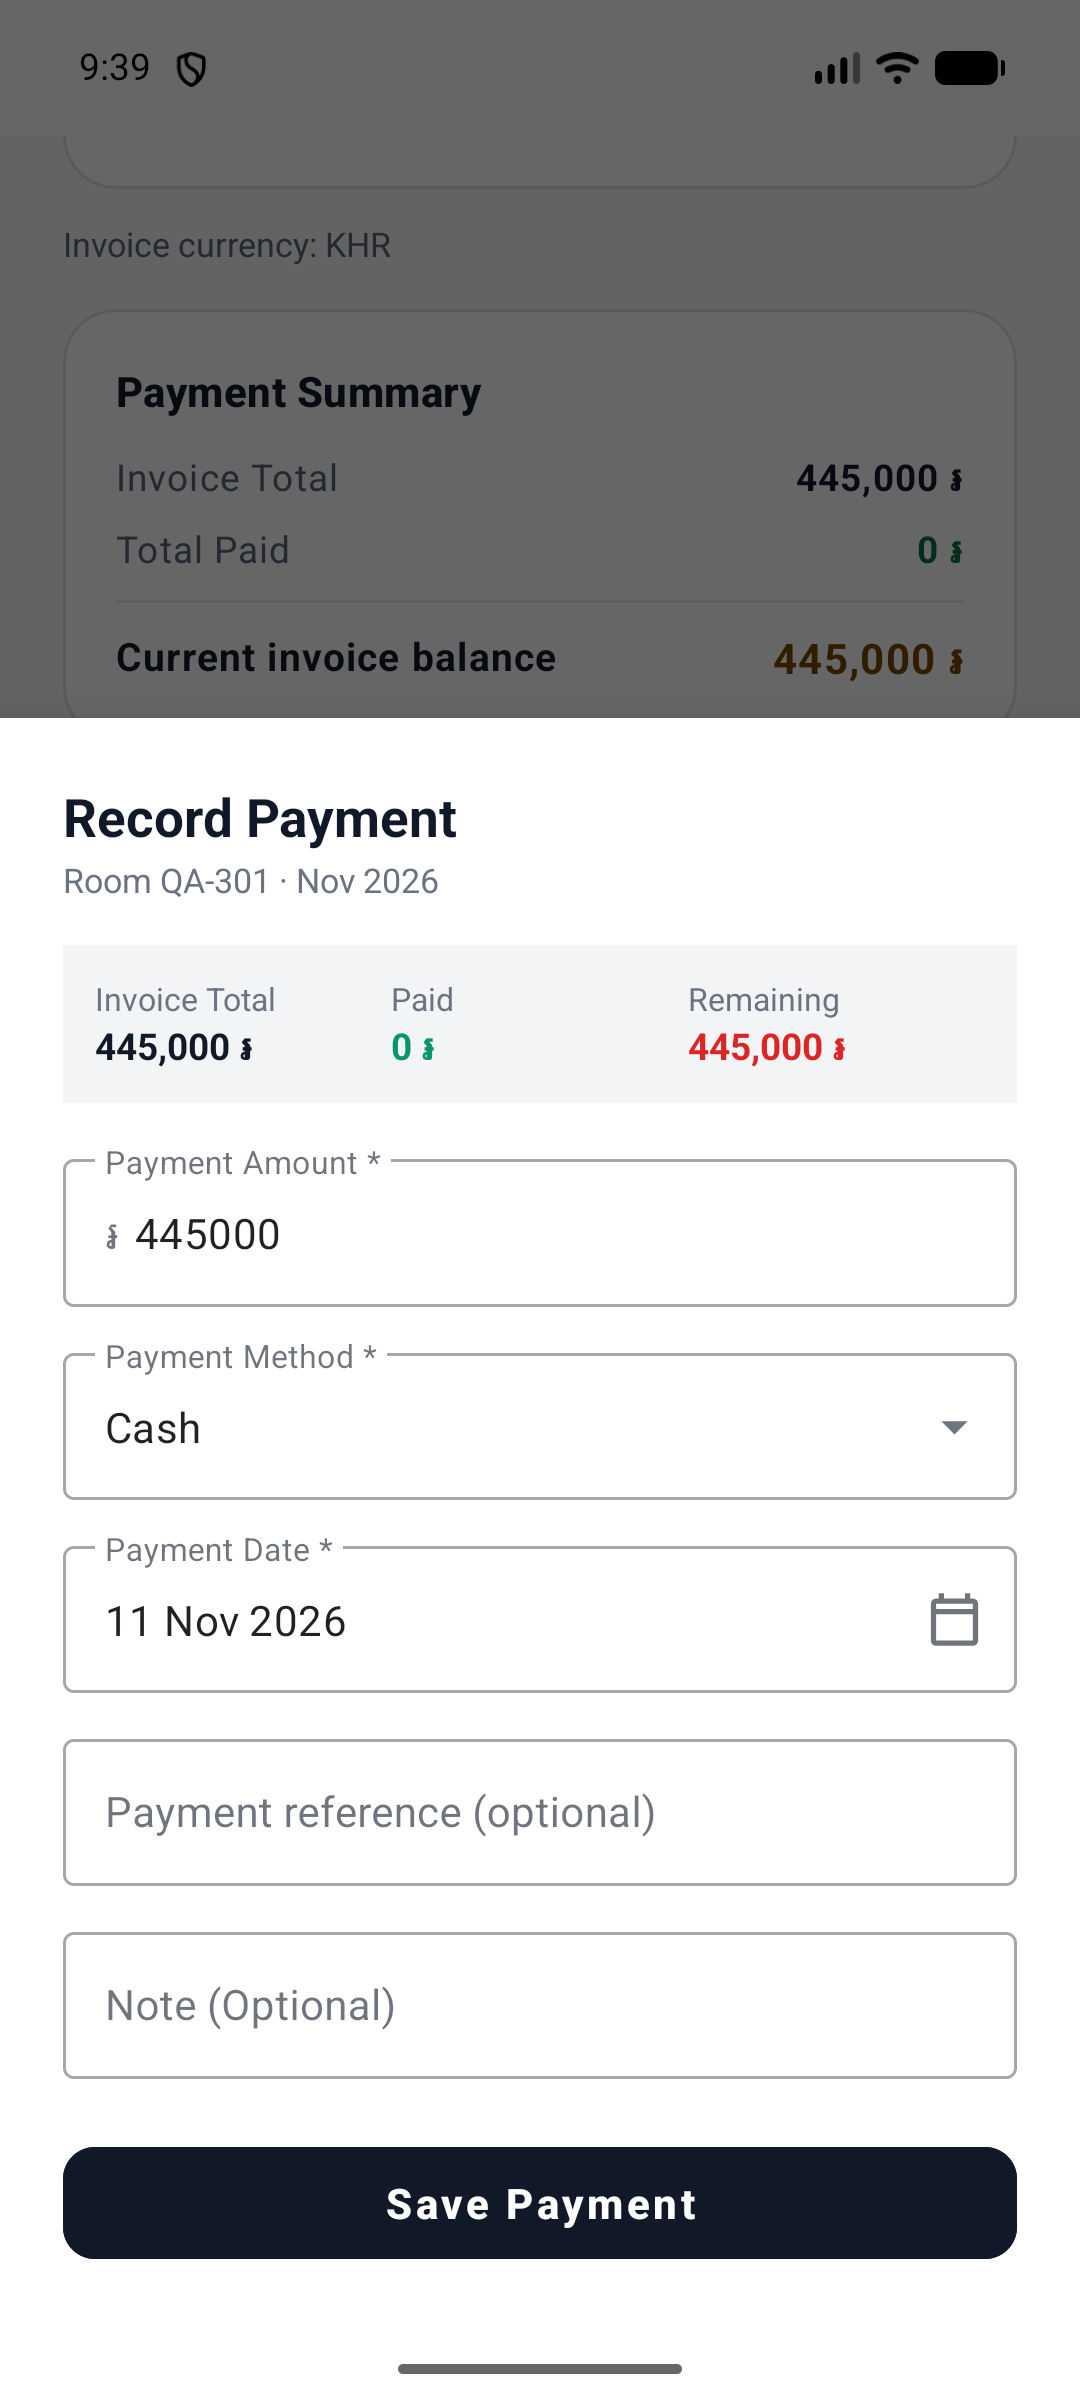 9:39
Invoice currency: KHR
Payment Summary
Invoice Total 445,000 ៛
Total Paid 0 ៛
Current invoice balance 445,000 ៛
Record Payment
Room QA-301 · Nov 2026
Invoice Total Paid Remaining
445,000 ៛ 0 ៛ 445,000 ៛
Payment Amount *
៛ 445000
Payment Method *
Cash
Payment Date *
11 Nov 2026
Payment reference (optional)
Note (Optional)
Save Payment